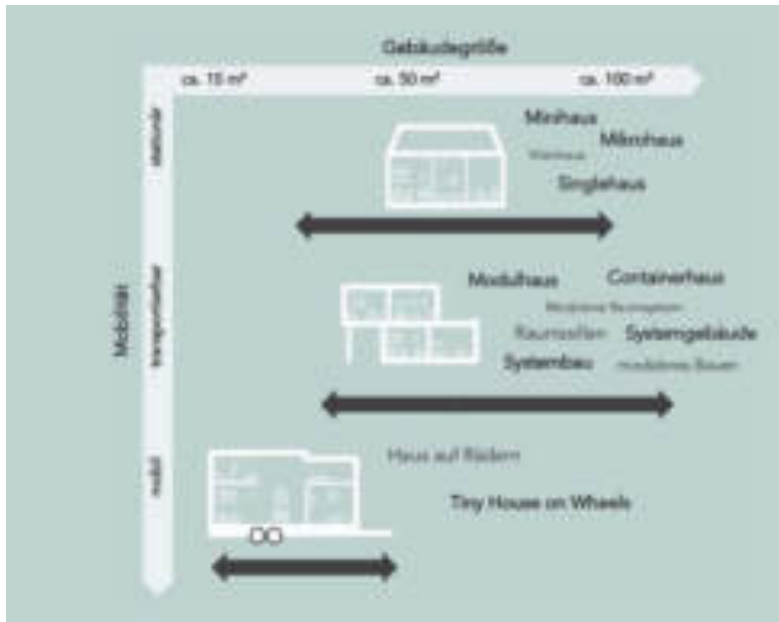 Gebäudegröße
ca. 15 m²
ca. 50 m²
ca. 100 m²
Mobilität
stationär
transportierbar
mobil
Minihaus
Mikrohaus
Singlehaus
Modulhaus
Containerhaus
Raumzellen
Systemgebäude
Systembau
modulares Bauen
Haus auf Rädern
Tiny House on Wheels